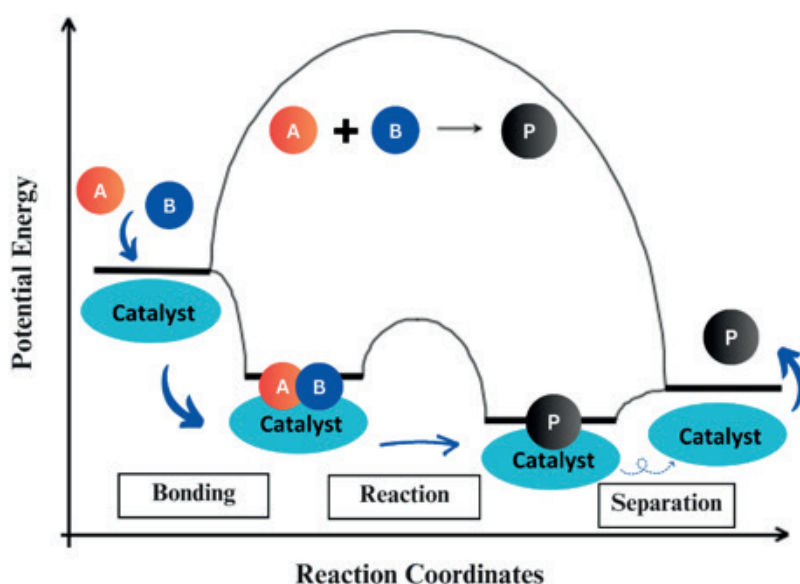 A + B → P
A
B
Catalyst
A B
Catalyst
P
Catalyst
P
Catalyst
Bonding
Reaction
Separation
Potential Energy
Reaction Coordinates